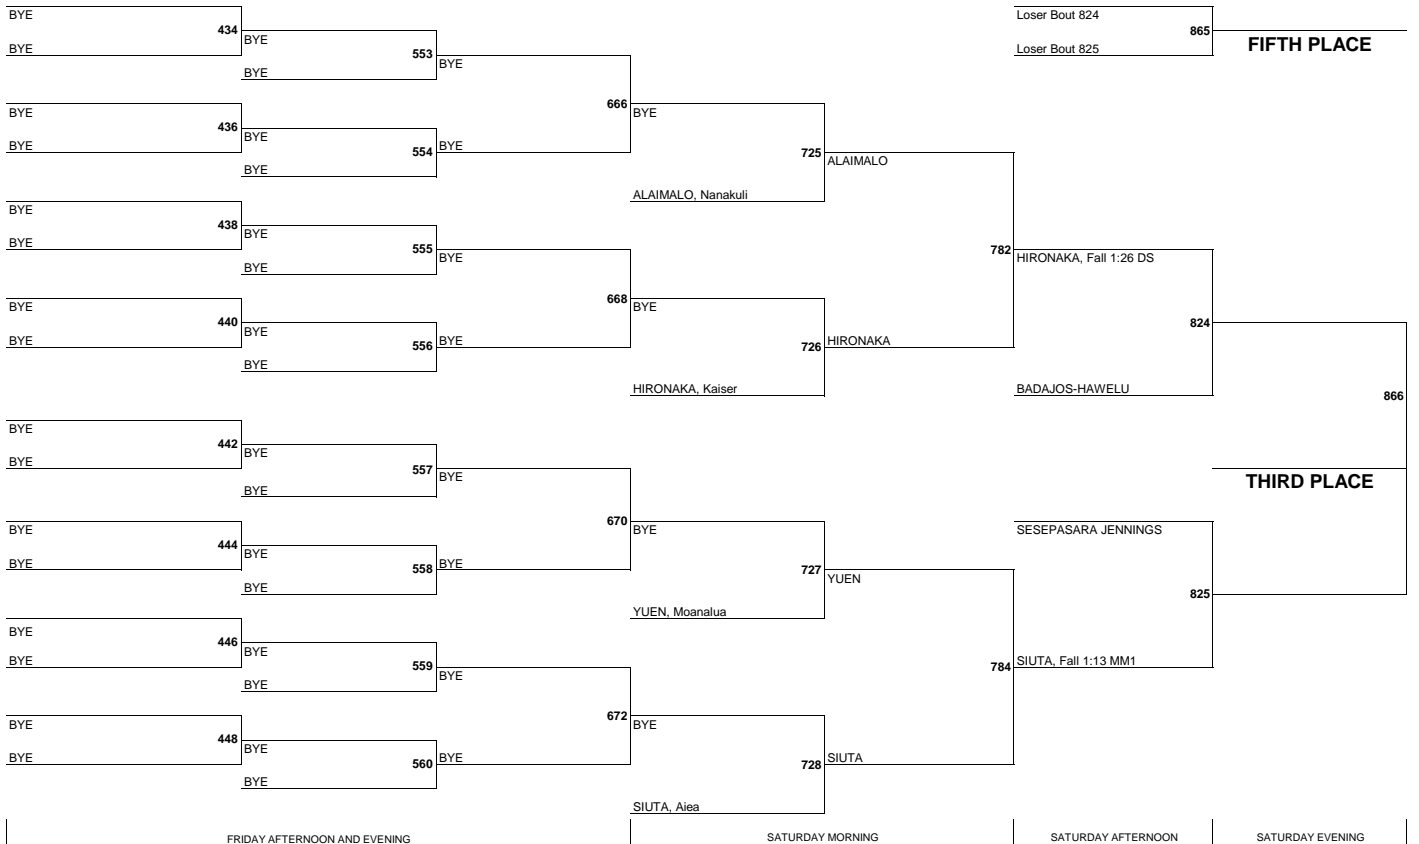 BYE
434
BYE
BYE
553
BYE
BYE
BYE
436
BYE
BYE
554
BYE
BYE
666
BYE
725
ALAIMALO
ALAIMALO, Nanakuli
BYE
438
BYE
BYE
555
BYE
BYE
BYE
440
BYE
BYE
556
BYE
BYE
668
BYE
726
HIRONAKA
HIRONAKA, Kaiser
782
HIRONAKA, Fall 1:26 DS
824
BADAJOS-HAWELU
BYE
442
BYE
BYE
557
BYE
BYE
BYE
444
BYE
BYE
558
BYE
BYE
670
BYE
727
YUEN
YUEN, Moanalua
BYE
446
BYE
BYE
559
BYE
BYE
BYE
448
BYE
BYE
560
BYE
BYE
672
BYE
728
SIUTA
SIUTA, Aiea
784
SESEPASARA JENNINGS
825
SIUTA, Fall 1:13 MM1
866
THIRD PLACE
Loser Bout 824
865
Loser Bout 825
FIFTH PLACE
FRIDAY AFTERNOON AND EVENING
SATURDAY MORNING
SATURDAY AFTERNOON
SATURDAY EVENING